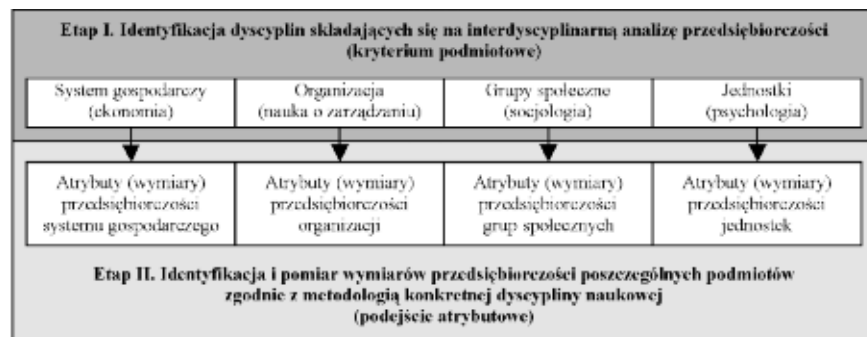 Etap I. Identyfikacja dyscyplin składających się na interdyscyplinarną analizę przedsiębiorczości
(kryterium podmiotowe)
System gospodarczy
(ekonomia)
Organizacja
(nauka o zarządzaniu)
Grupy społeczne
(socjologia)
Jednostki
(psychologia)
Atrybuty (wymiary)
przedsiębiorczości
systemu gospodarczego
Atrybuty (wymiary)
przedsiębiorczości
organizacji
Atrybuty (wymiary)
przedsiębiorczości
grup społecznych
Atrybuty (wymiary)
przedsiębiorczości
jednostek
Etap II. Identyfikacja i pomiar wymiarów przedsiębiorczości poszczególnych podmiotów
zgodnie z metodologią konkretnej dyscypliny naukowej
(podejście atrybutowe)